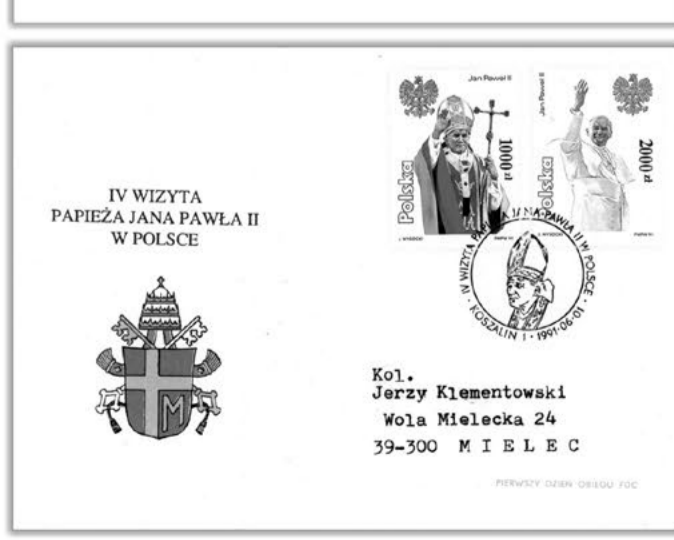 IV WIZYTA
PAPIEŻA JANA PAWŁA II
W POLSCE
M
Jan Paweł II
1000 zł
Polska
Jan Paweł II
2000 zł
Polska
IV WIZYTA PAPIEŻA JANA PAWŁA II W POLSCE · KOSZALIN 1 · 1991-06-01 ·
Kol.
Jerzy Klementowski
Wola Mielecka 24
39-300 M I E L E C
PIERWSZY DZIEŃ OBIEGU FDC